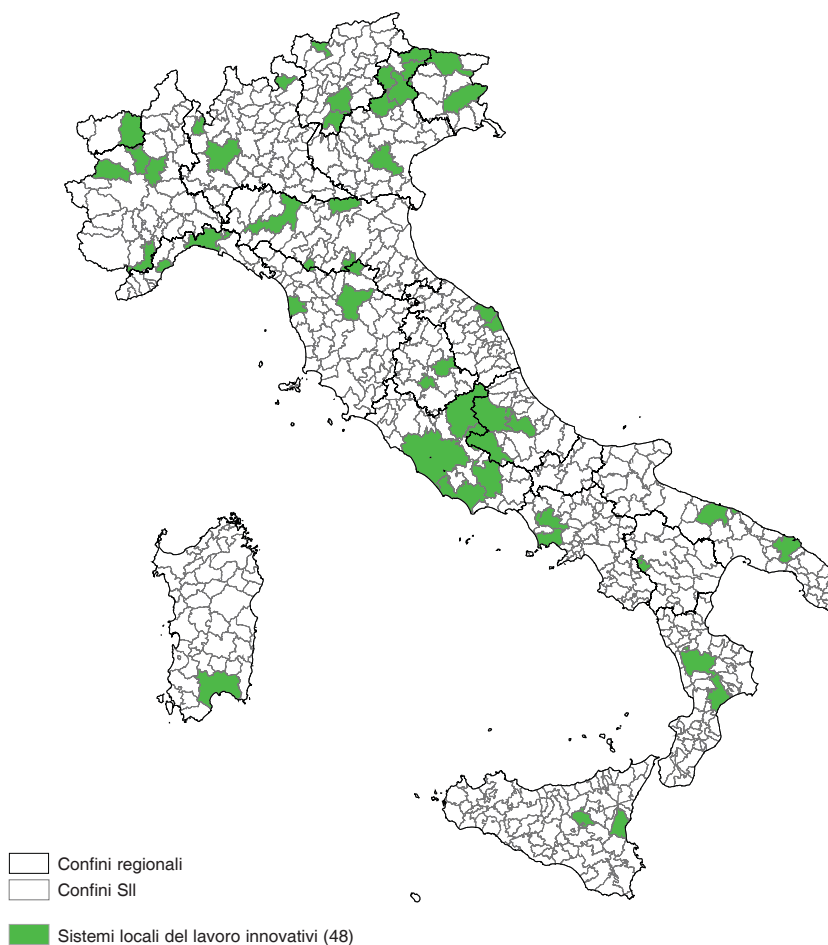 Confini regionali
Confini Sll
Sistemi locali del lavoro innovativi (48)